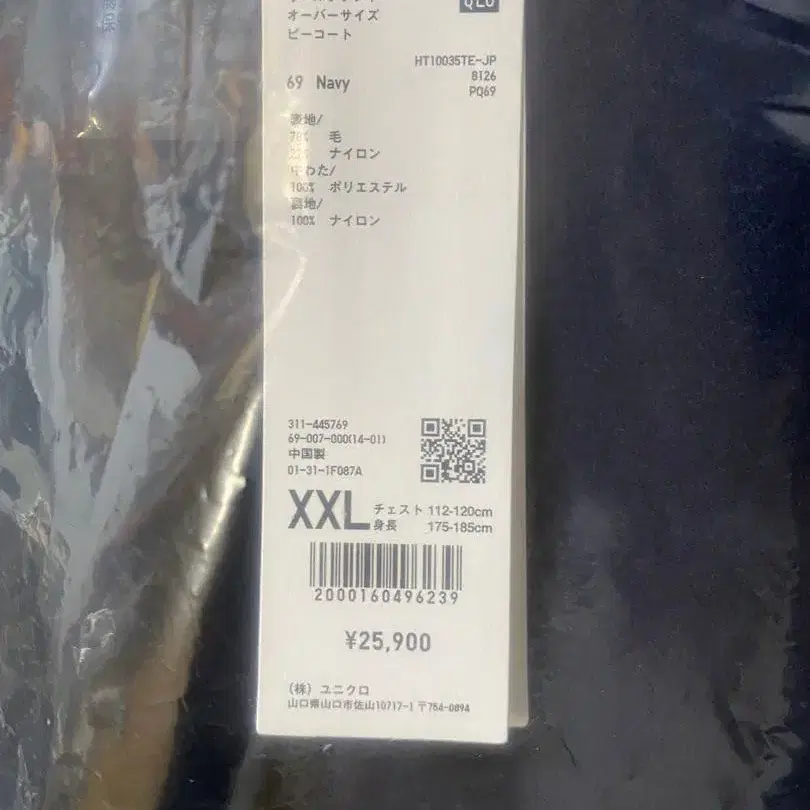 QLO
オーバーサイズ
ピーコート
HT10035TE-JP
69 Navy
8126
PQ69
表地/
78% 毛
22% ナイロン
中わた/
100% ポリエステル
裏地/
100% ナイロン
311-445769
69-007-000(14-01)
中国製
01-31-1F087A
XXL チェスト 112-120cm
身長 175-185cm
2000160496239
¥25,900
(株) ユニクロ
山口県山口市佐山10717-1 〒754-0894